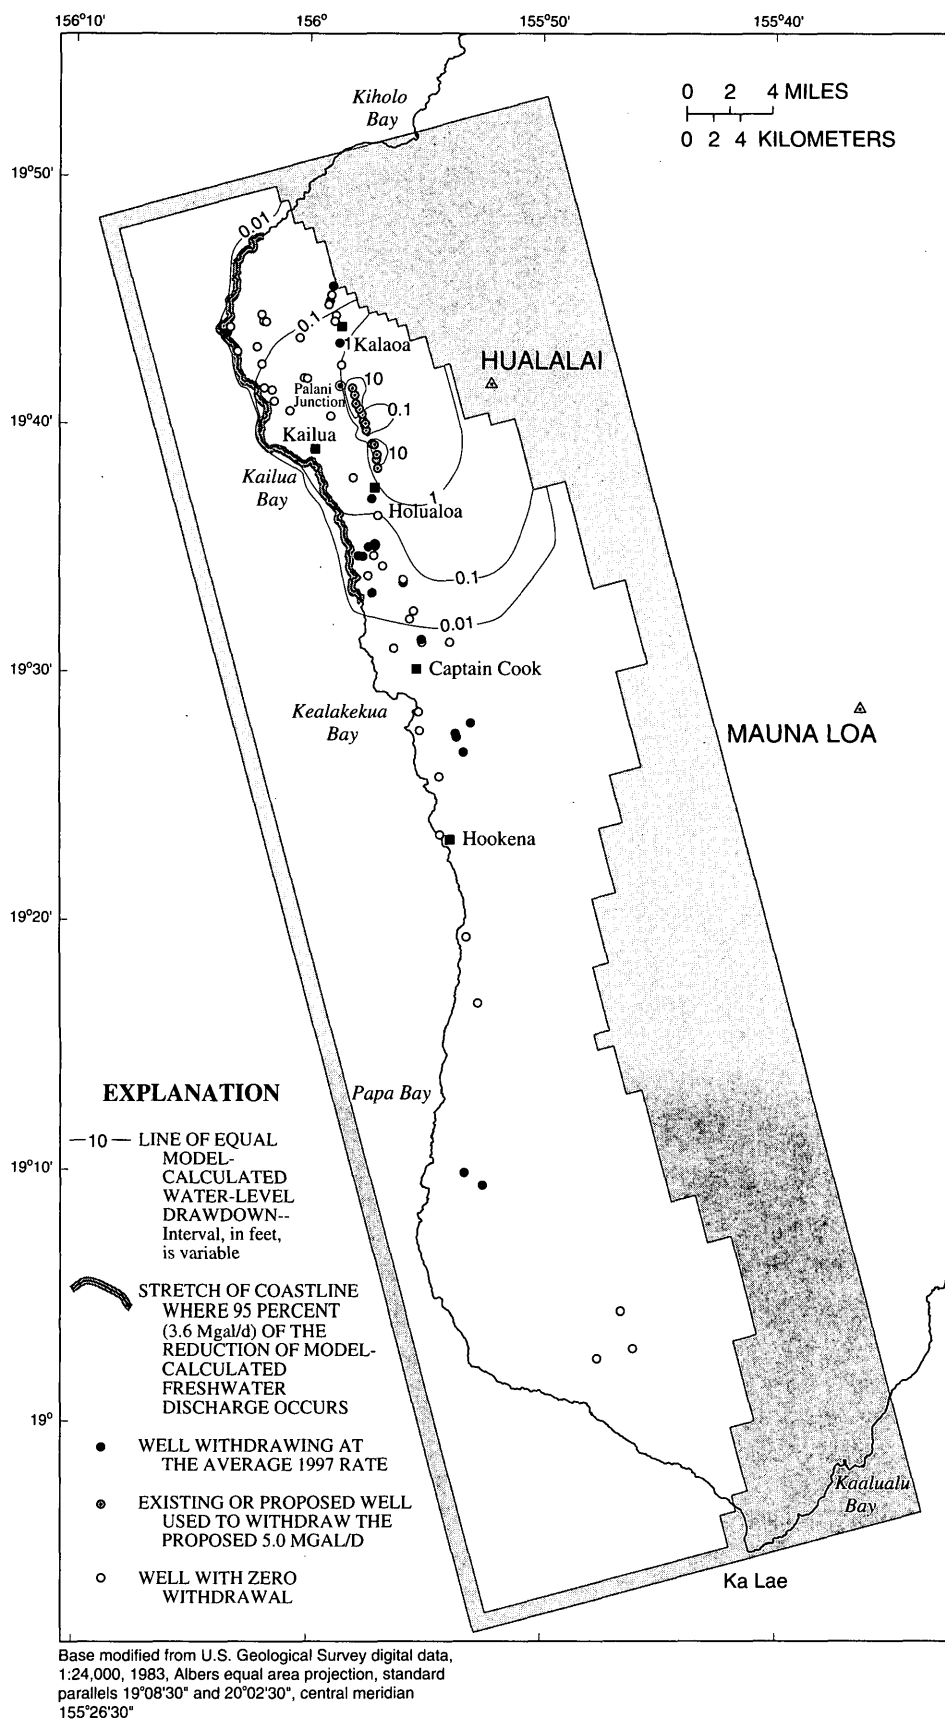 156°10'
156°
155°50'
155°40'
Kiholo
Bay
0 2 4 MILES
0 2 4 KILOMETERS
19°50'
0.01
0.1
1
Kalaoa
HUALALAI
10
Palani
Junction
0.1
19°40'
Kailua
10
Kailua
Bay
1
Holualoa
0.1
0.01
19°30'
Captain Cook
Kealakekua
Bay
MAUNA LOA
Hookena
19°20'
EXPLANATION
Papa Bay
—10— LINE OF EQUAL
MODEL-
CALCULATED
WATER-LEVEL
DRAWDOWN--
Interval, in feet,
is variable
19°10'
STRETCH OF COASTLINE
WHERE 95 PERCENT
(3.6 Mgal/d) OF THE
REDUCTION OF MODEL-
CALCULATED
FRESHWATER
DISCHARGE OCCURS
19°
WELL WITHDRAWING AT
THE AVERAGE 1997 RATE
EXISTING OR PROPOSED WELL
USED TO WITHDRAW THE
PROPOSED 5.0 MGAL/D
Kaalualu
Bay
WELL WITH ZERO
WITHDRAWAL
Ka Lae
Base modified from U.S. Geological Survey digital data,
1:24,000, 1983, Albers equal area projection, standard
parallels 19°08'30" and 20°02'30", central meridian
155°26'30"